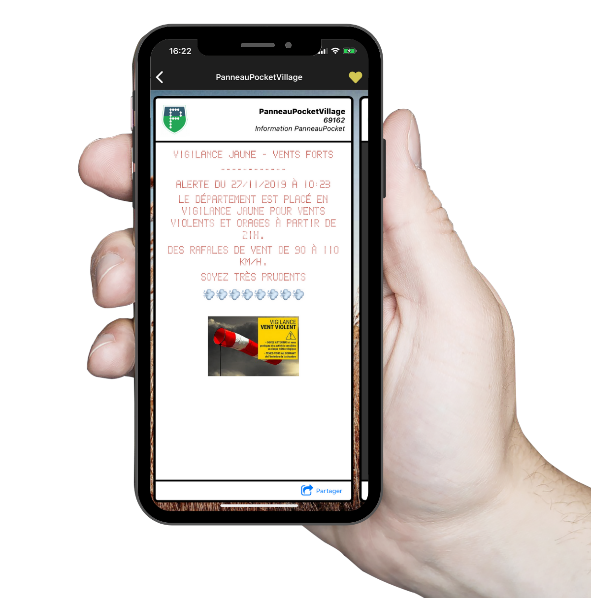 16:22
PanneauPocketVillage
PanneauPocketVillage
69162
Information PanneauPocket
VIGILANCE JAUNE - VENTS FORTS
------------
ALERTE DU 27/11/2019 À 10:23
LE DÉPARTEMENT EST PLACÉ EN
VIGILANCE JAUNE POUR VENTS
VIOLENTS ET ORAGES À PARTIR DE
21H.
DES RAFALES DE VENT DE 90 À 110
KM/H.
SOYEZ TRÈS PRUDENTS
VIGILANCE
VENT VIOLENT
Partager